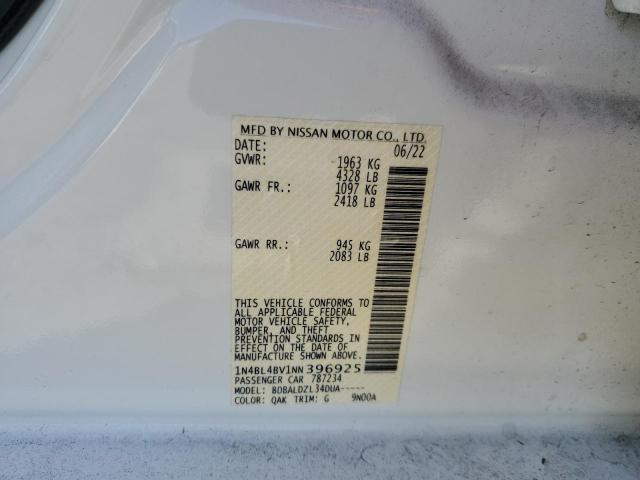 MFD BY NISSAN MOTOR CO., LTD.
DATE: 06/22
GVWR: 1963 KG
4328 LB
GAWR FR.: 1097 KG
2418 LB
GAWR RR.: 945 KG
2083 LB
THIS VEHICLE CONFORMS TO
ALL APPLICABLE FEDERAL
MOTOR VEHICLE SAFETY,
BUMPER, AND THEFT
PREVENTION STANDARDS IN
EFFECT ON THE DATE OF
MANUFACTURE SHOWN ABOVE.
1N4BL4BV1NN396925
PASSENGER CAR 787234
MODEL: BDBALDZL34DUA-----
COLOR: QAK TRIM: G 9N00A